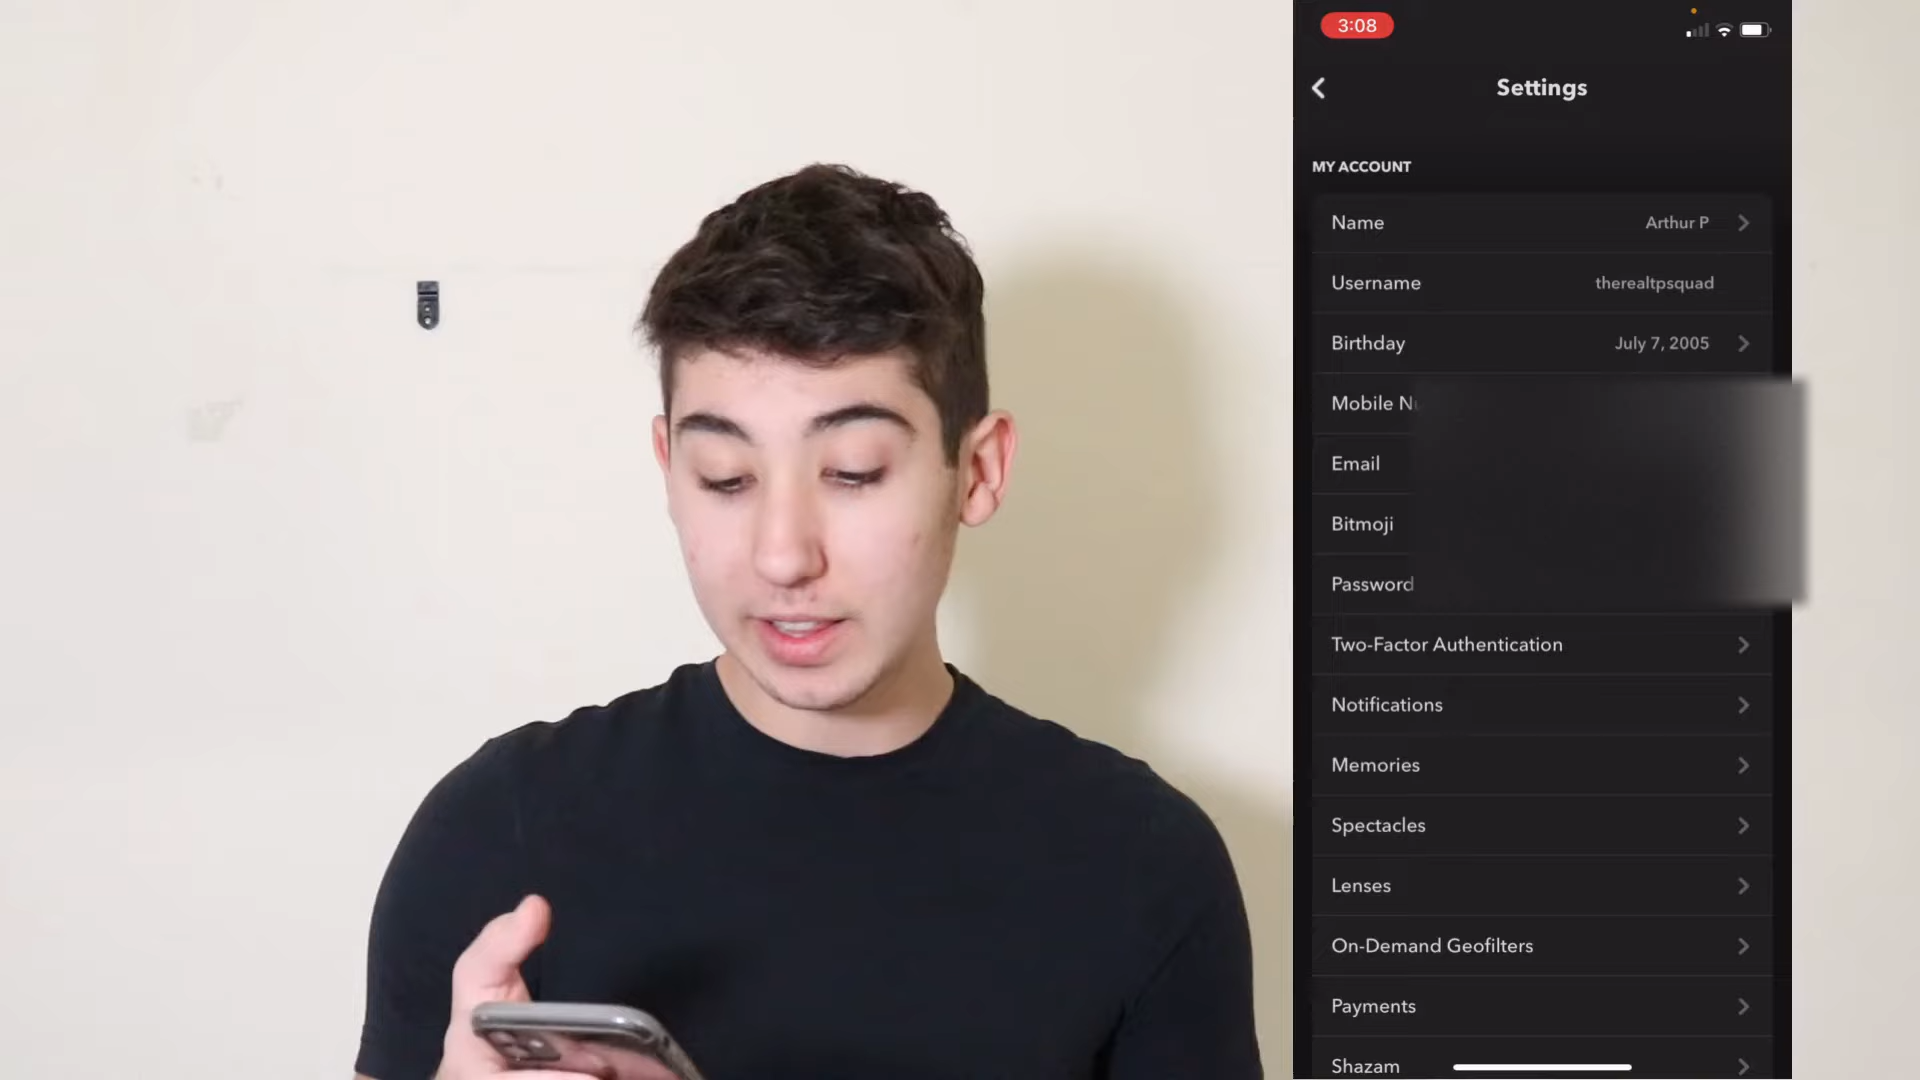 3:08
Settings
MY ACCOUNT
Name Arthur P
Username therealtpsquad
Birthday July 7, 2005
Mobile
Email
Bitmoji
Password
Two-Factor Authentication
Notifications
Memories
Spectacles
Lenses
On-Demand Geofilters
Payments
Shazam